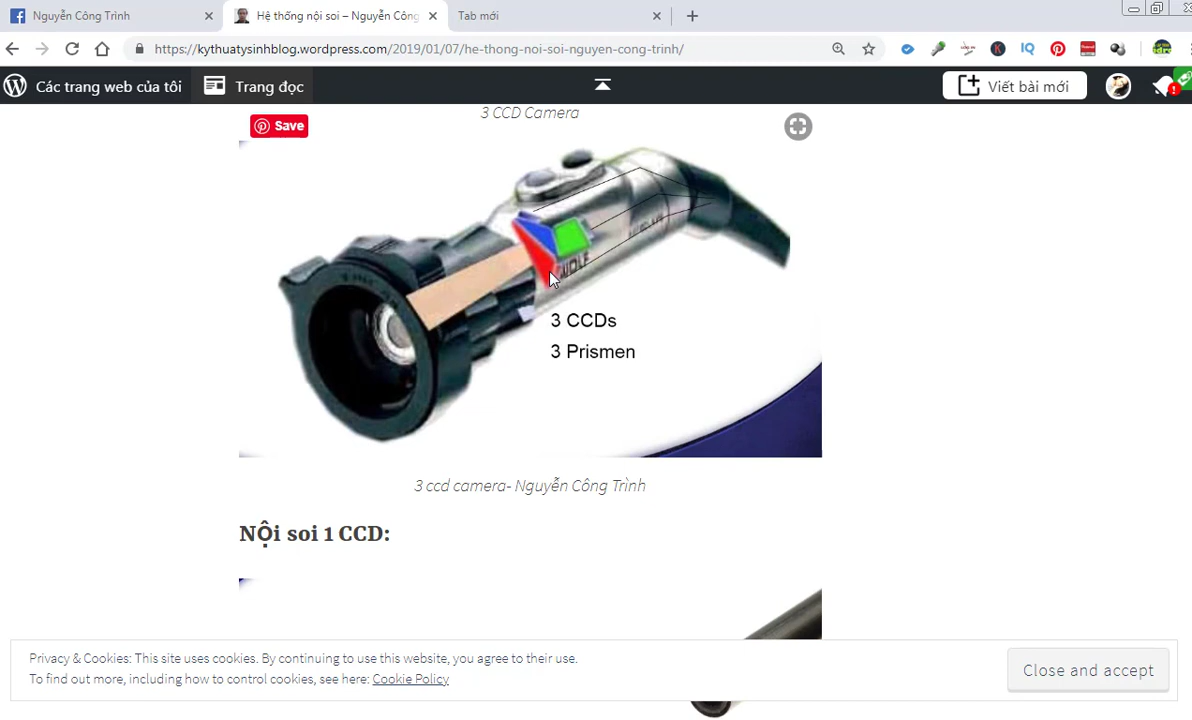 Nguyễn Công Trình
Hệ thống nội soi – Nguyễn Công
Tab mới
https://kythuatysinhblog.wordpress.com/2019/01/07/he-thong-noi-soi-nguyen-cong-trinh/
Các trang web của tôi
Trang đọc
Viết bài mới
3 CCD Camera
Save
WOLF
3 CCDs
3 Prismen
3 ccd camera- Nguyễn Công Trình
NỘi soi 1 CCD:
Privacy & Cookies: This site uses cookies. By continuing to use this website, you agree to their use.
To find out more, including how to control cookies, see here: Cookie Policy
Close and accept